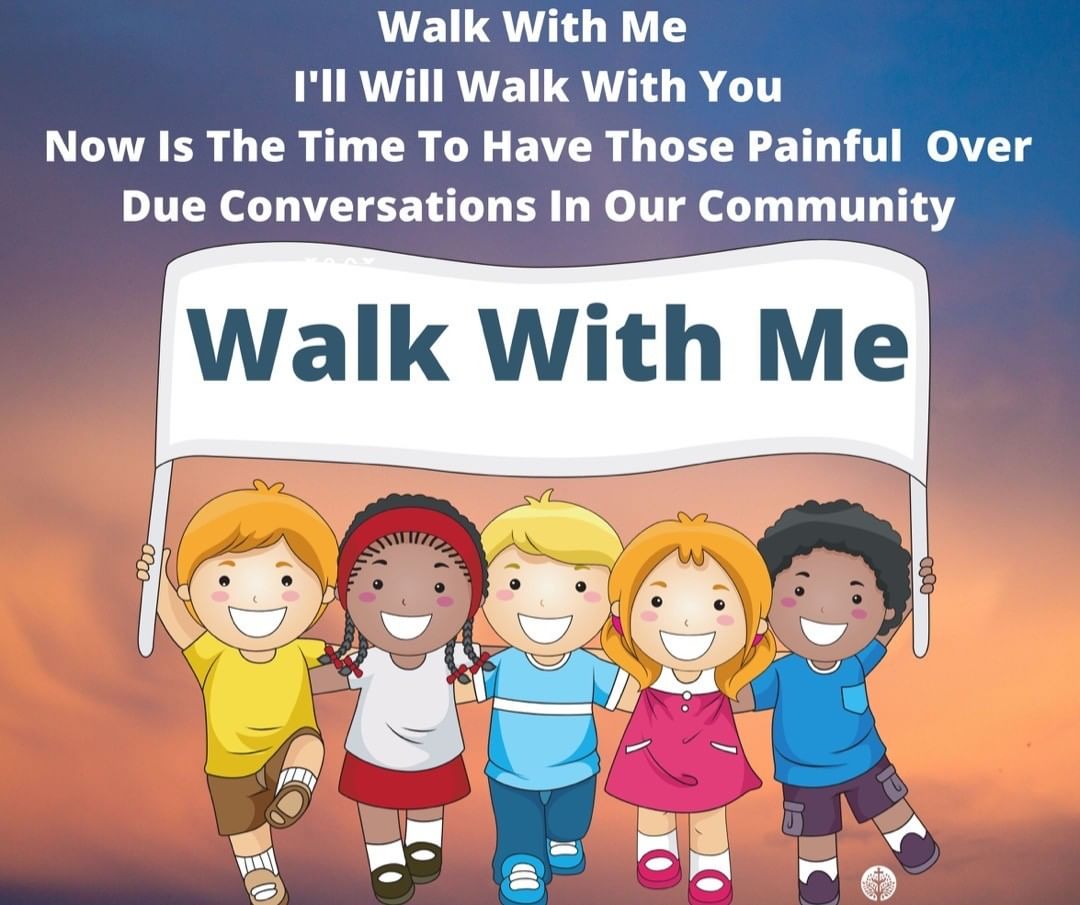 Walk With Me
I'll Will Walk With You
Now Is The Time To Have Those Painful  Over
Due Conversations In Our Community
Walk With Me